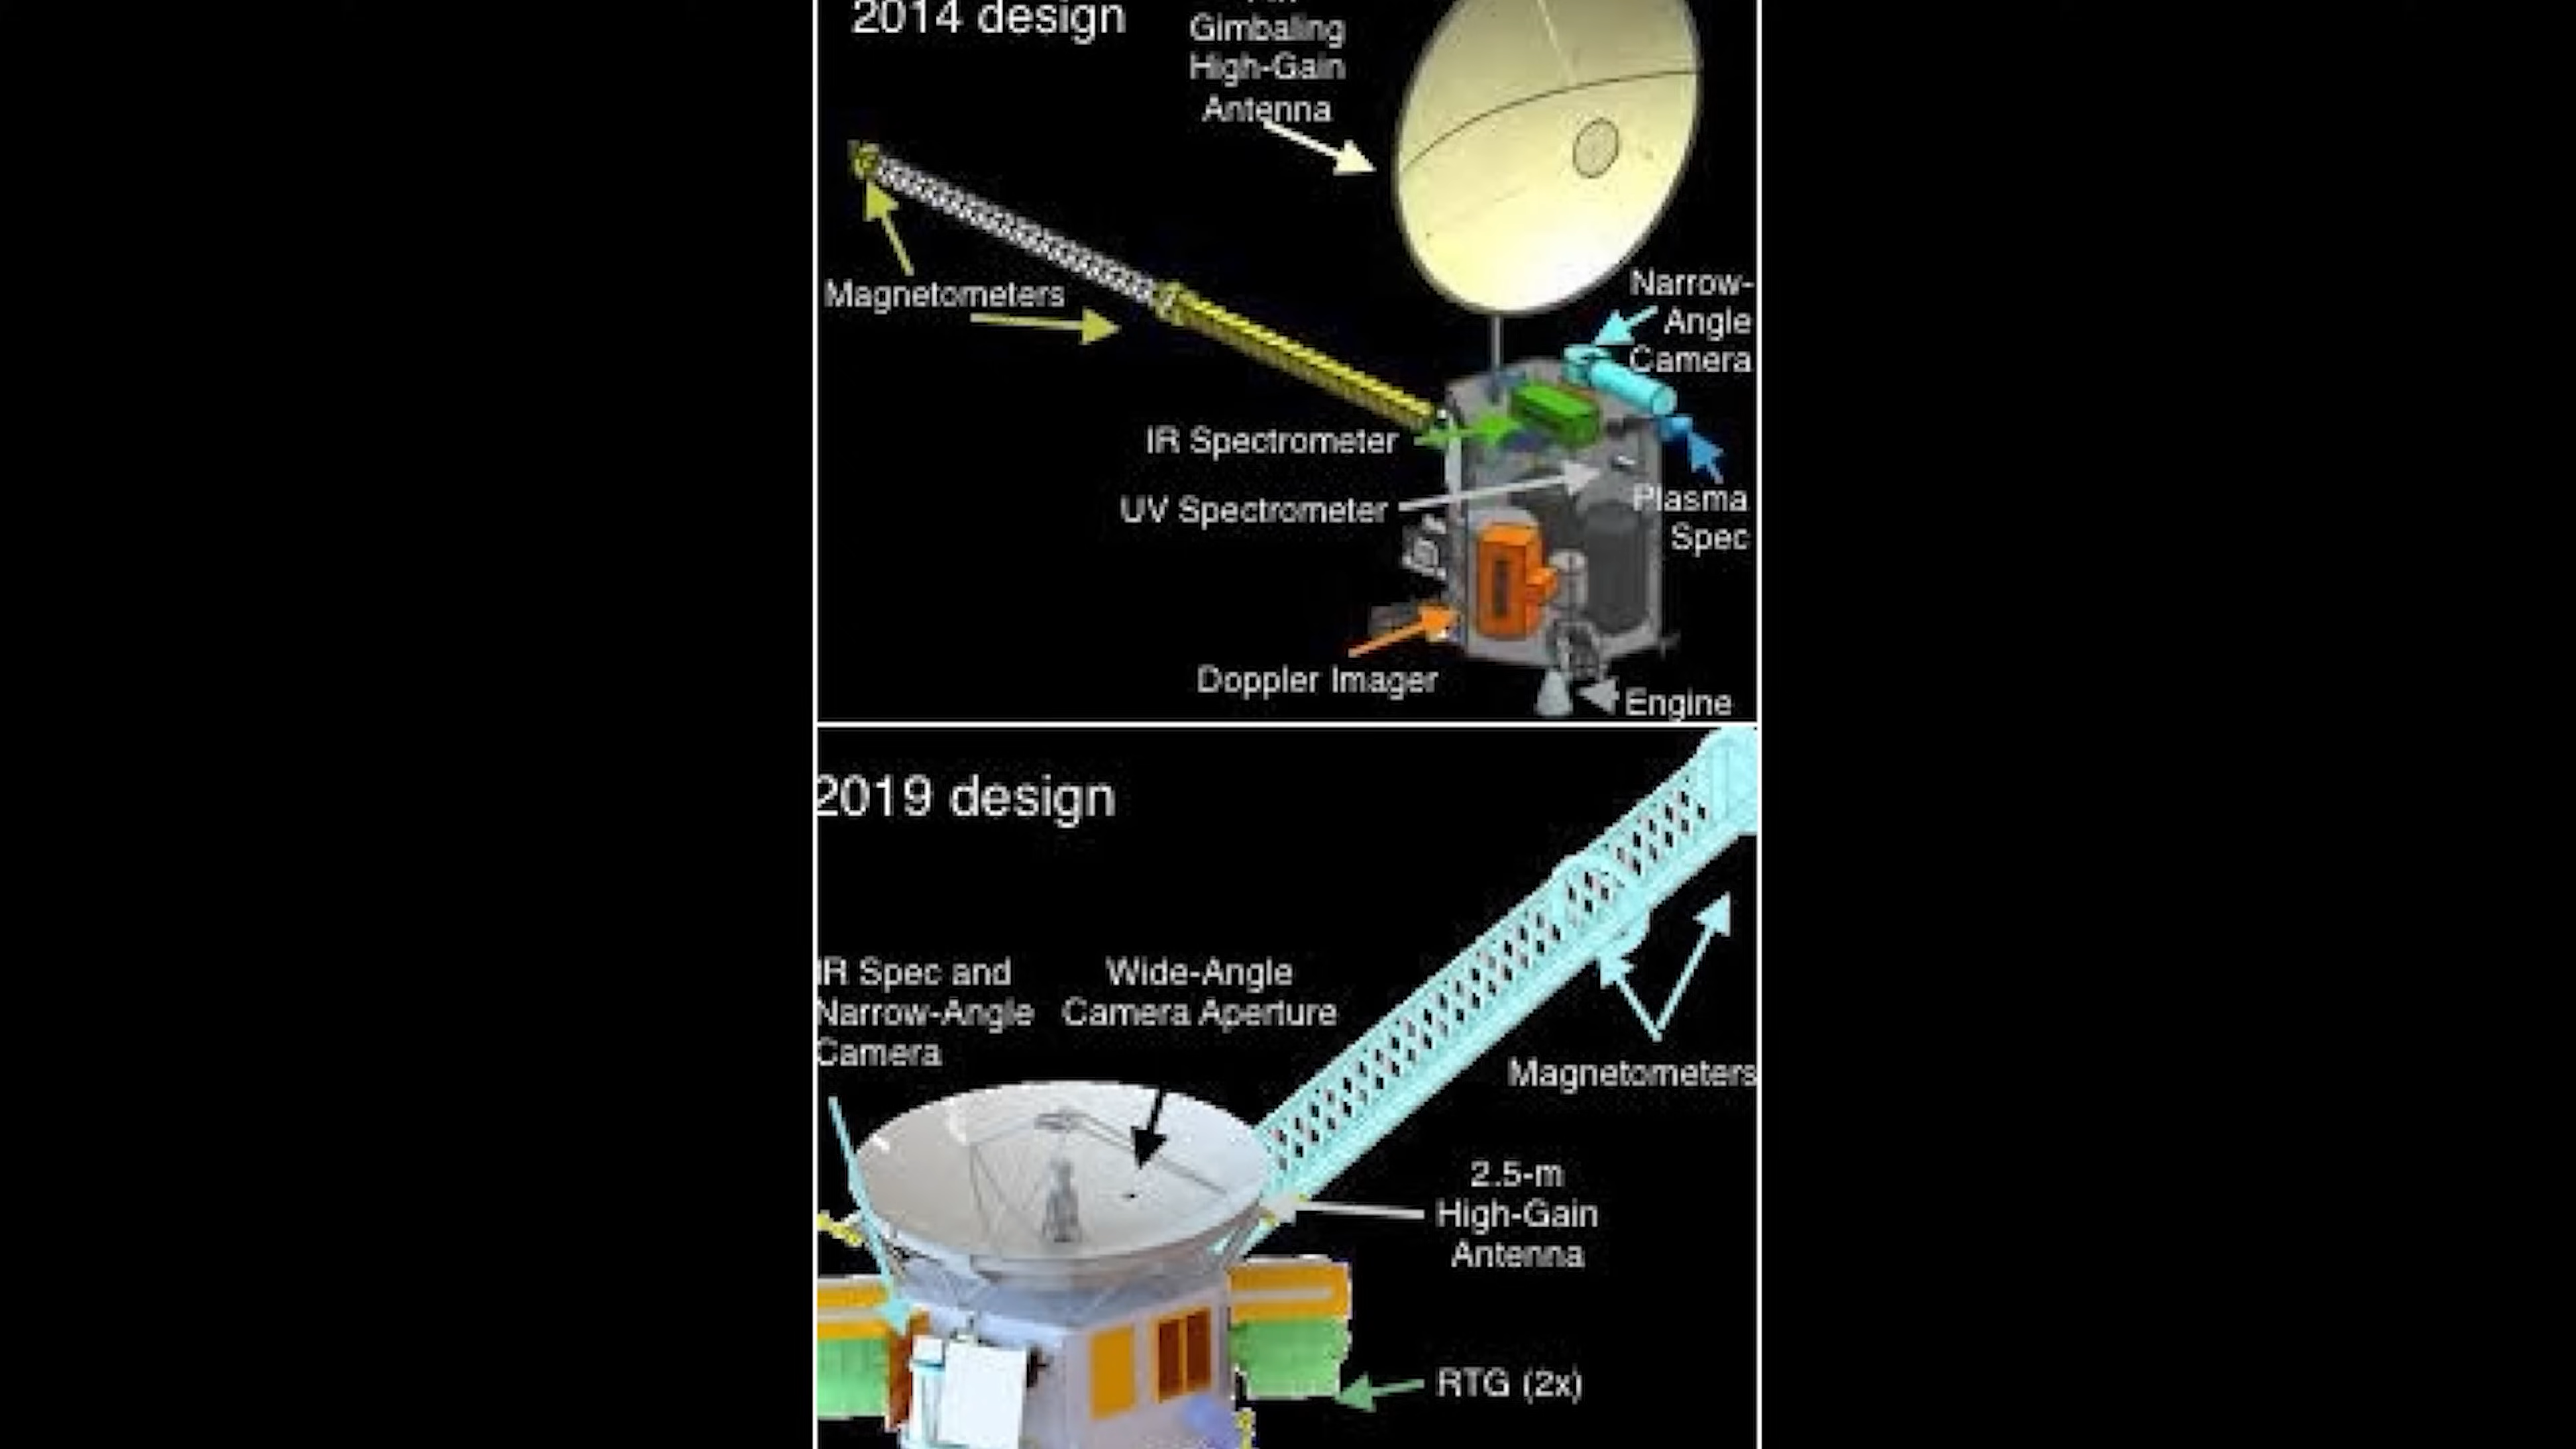 2014 design
Gimbaling
High-Gain
Antenna
Magnetometers
Narrow-
Angle
Camera
IR Spectrometer
UV Spectrometer
Plasma
Spec
Doppler Imager
Engine
2019 design
IR Spec and
Narrow-Angle
Camera
Wide-Angle
Camera Aperture
Magnetometers
2.5-m
High-Gain
Antenna
RTG (2x)